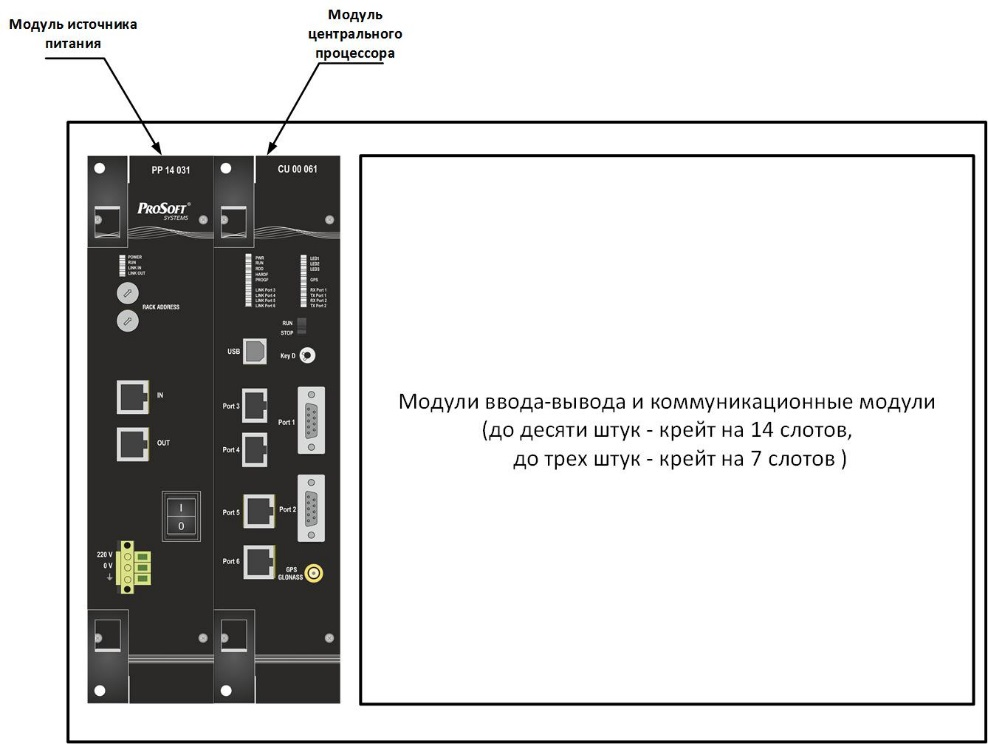 Модуль источника
питания
Модуль
центрального
процессора
PP 14 031
PROSOFT®
SYSTEMS
POWER
RUN
LINK IN
LINK OUT
RACK ADDRESS
IN
OUT
I
0
220 V
0 V
CU 00 061
PWR
RUN
RDD
HANDF
PROGF
LINK Port 3
LINK Port 4
LINK Port 5
LINK Port 6
LED1
LED2
LED3
GPS
RX Port 1
TX Port 1
RX Port 2
TX Port 2
RUN
STOP
USB
Key D
Port 3
Port 1
Port 4
Port 5
Port 2
Port 6
GPS
GLONASS
Модули ввода-вывода и коммуникационные модули
(до десяти штук - крейт на 14 слотов,
до трех штук - крейт на 7 слотов )